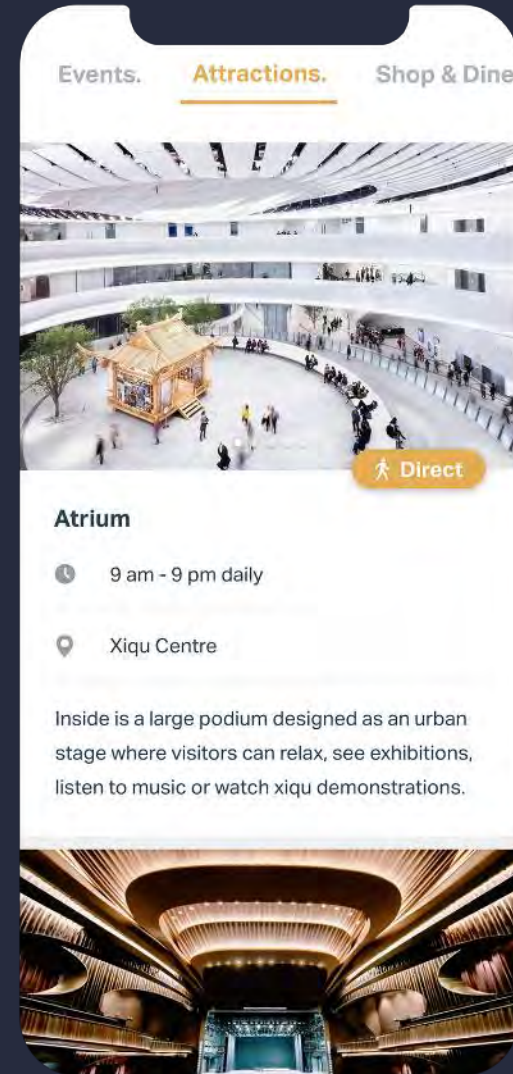 Events. Attractions. Shop & Dine
Direct
Atrium
9 am - 9 pm daily
Xiqu Centre
Inside is a large podium designed as an urban
stage where visitors can relax, see exhibitions,
listen to music or watch xiqu demonstrations.